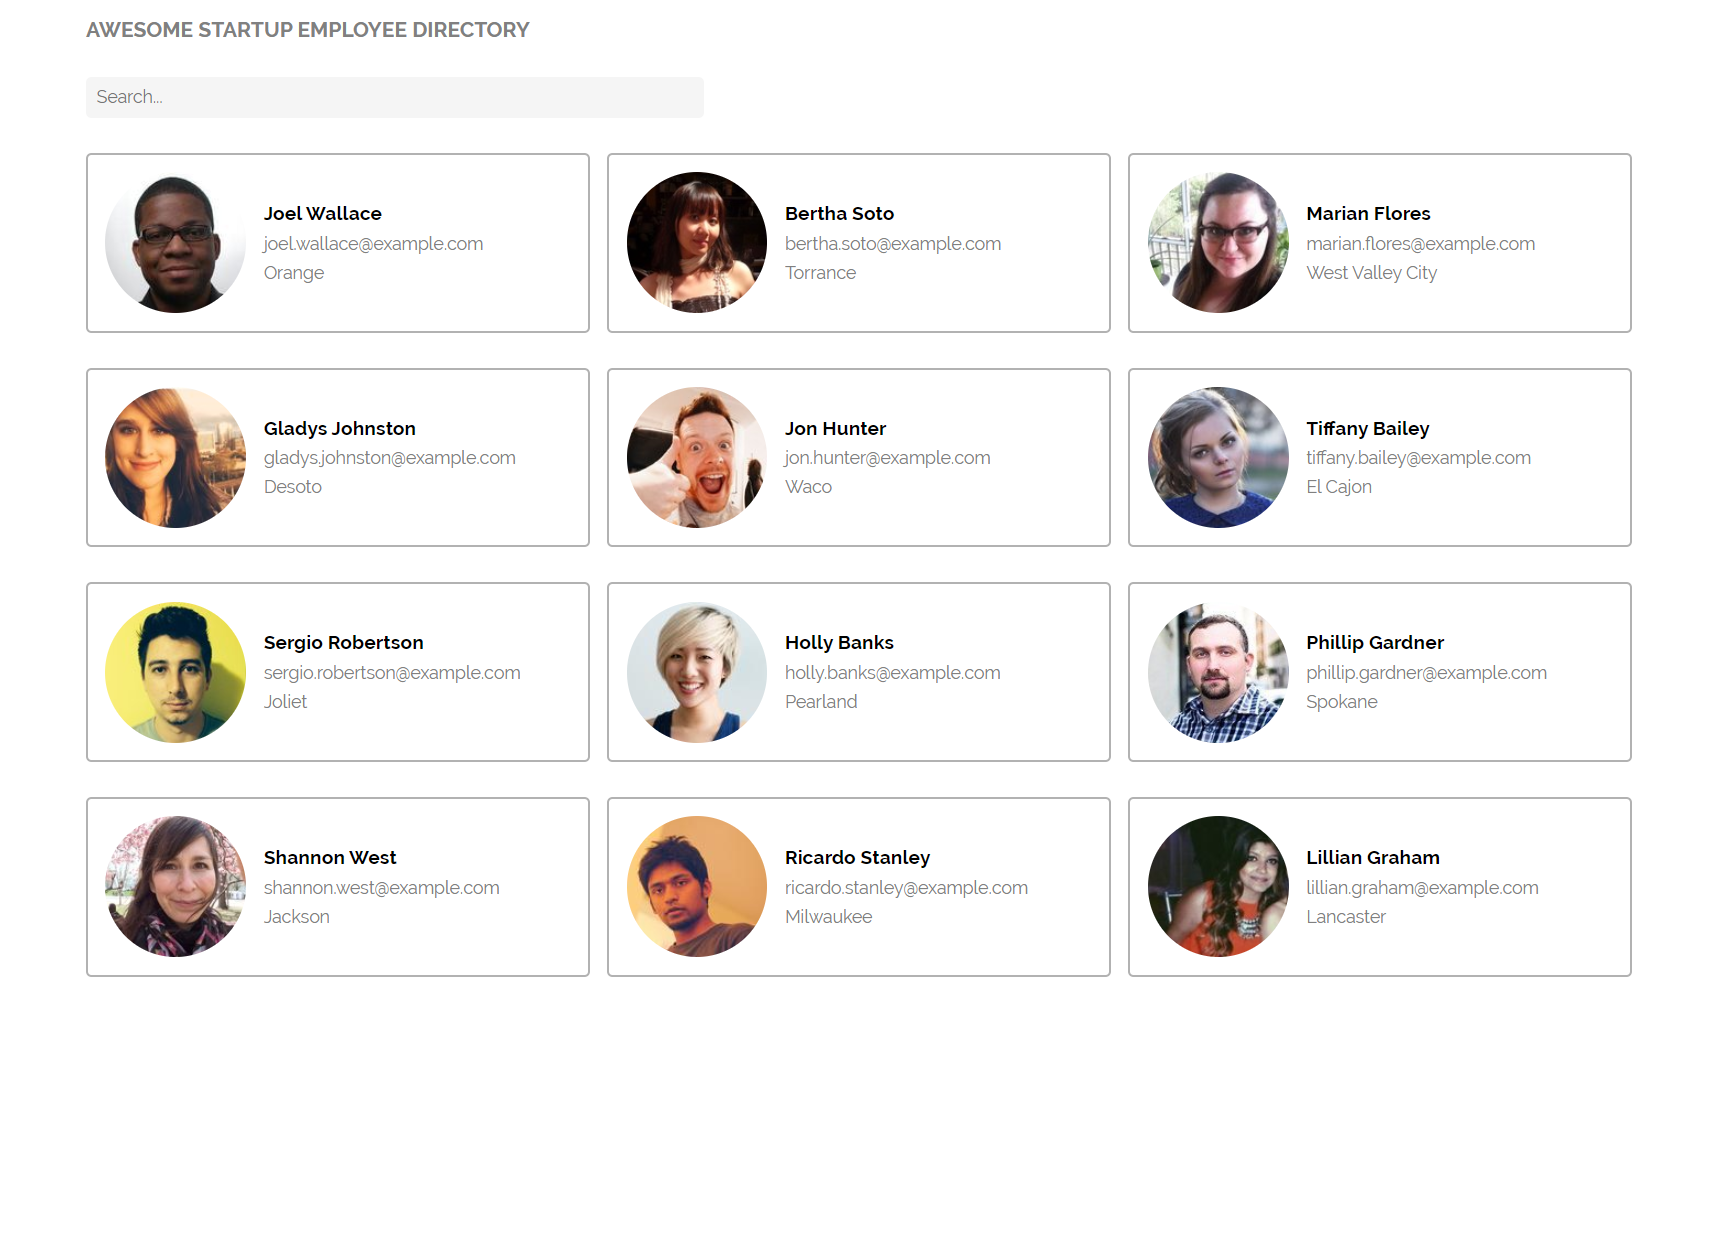 AWESOME STARTUP EMPLOYEE DIRECTORY
Search...
Joel Wallace
joel.wallace@example.com
Orange
Bertha Soto
bertha.soto@example.com
Torrance
Marian Flores
marian.flores@example.com
West Valley City
Gladys Johnston
gladys.johnston@example.com
Desoto
Jon Hunter
jon.hunter@example.com
Waco
Tiffany Bailey
tiffany.bailey@example.com
El Cajon
Sergio Robertson
sergio.robertson@example.com
Joliet
Holly Banks
holly.banks@example.com
Pearland
Phillip Gardner
phillip.gardner@example.com
Spokane
Shannon West
shannon.west@example.com
Jackson
Ricardo Stanley
ricardo.stanley@example.com
Milwaukee
Lillian Graham
lillian.graham@example.com
Lancaster